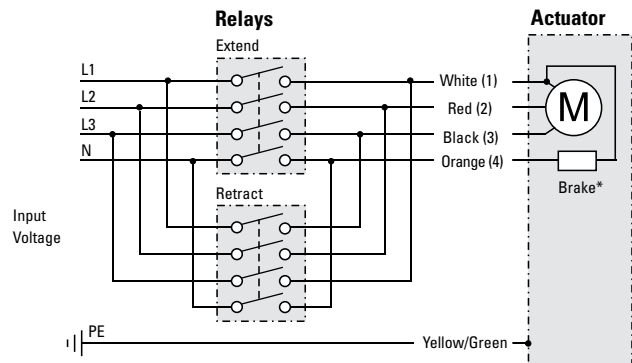 Relays
Actuator
Extend
L1
L2
L3
N
White (1)
Red (2)
Black (3)
Orange (4)
M
Brake*
Retract
Input
Voltage
PE
Yellow/Green